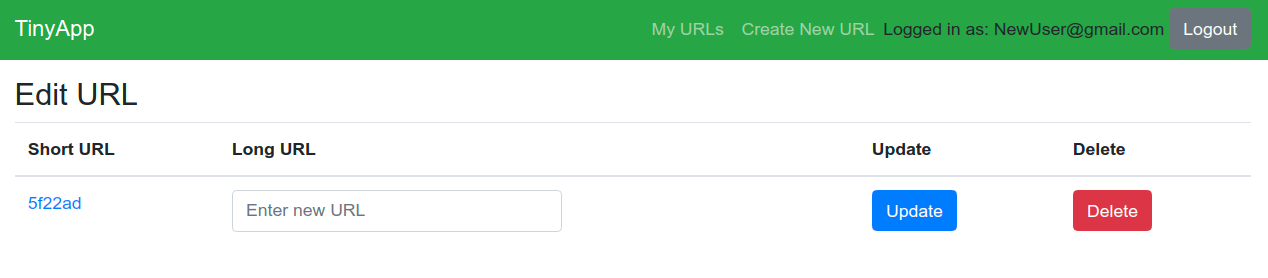 TinyApp My URLs Create New URL Logged in as: NewUser@gmail.com Logout
Edit URL
Short URL Long URL Update Delete
5f22ad Enter new URL Update Delete